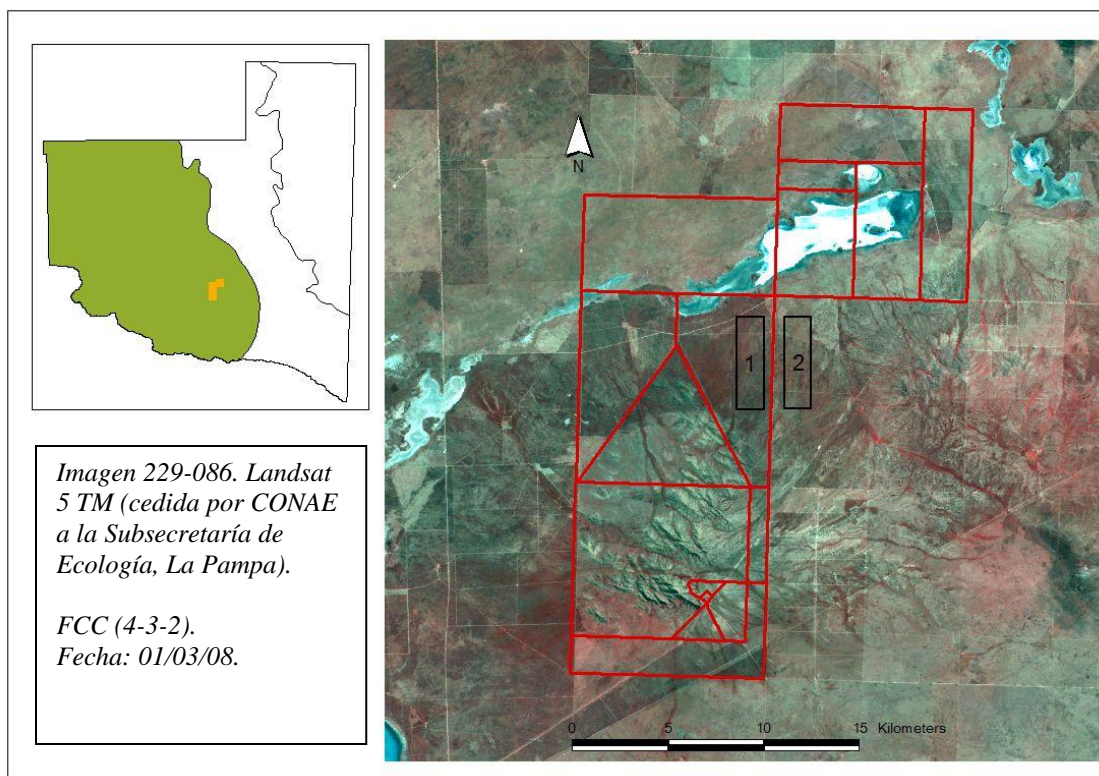 N
1
2
Imagen 229-086. Landsat
5 TM (cedida por CONAE
a la Subsecretaría de
Ecología, La Pampa).
FCC (4-3-2).
Fecha: 01/03/08.
0 5 10 15 Kilometers